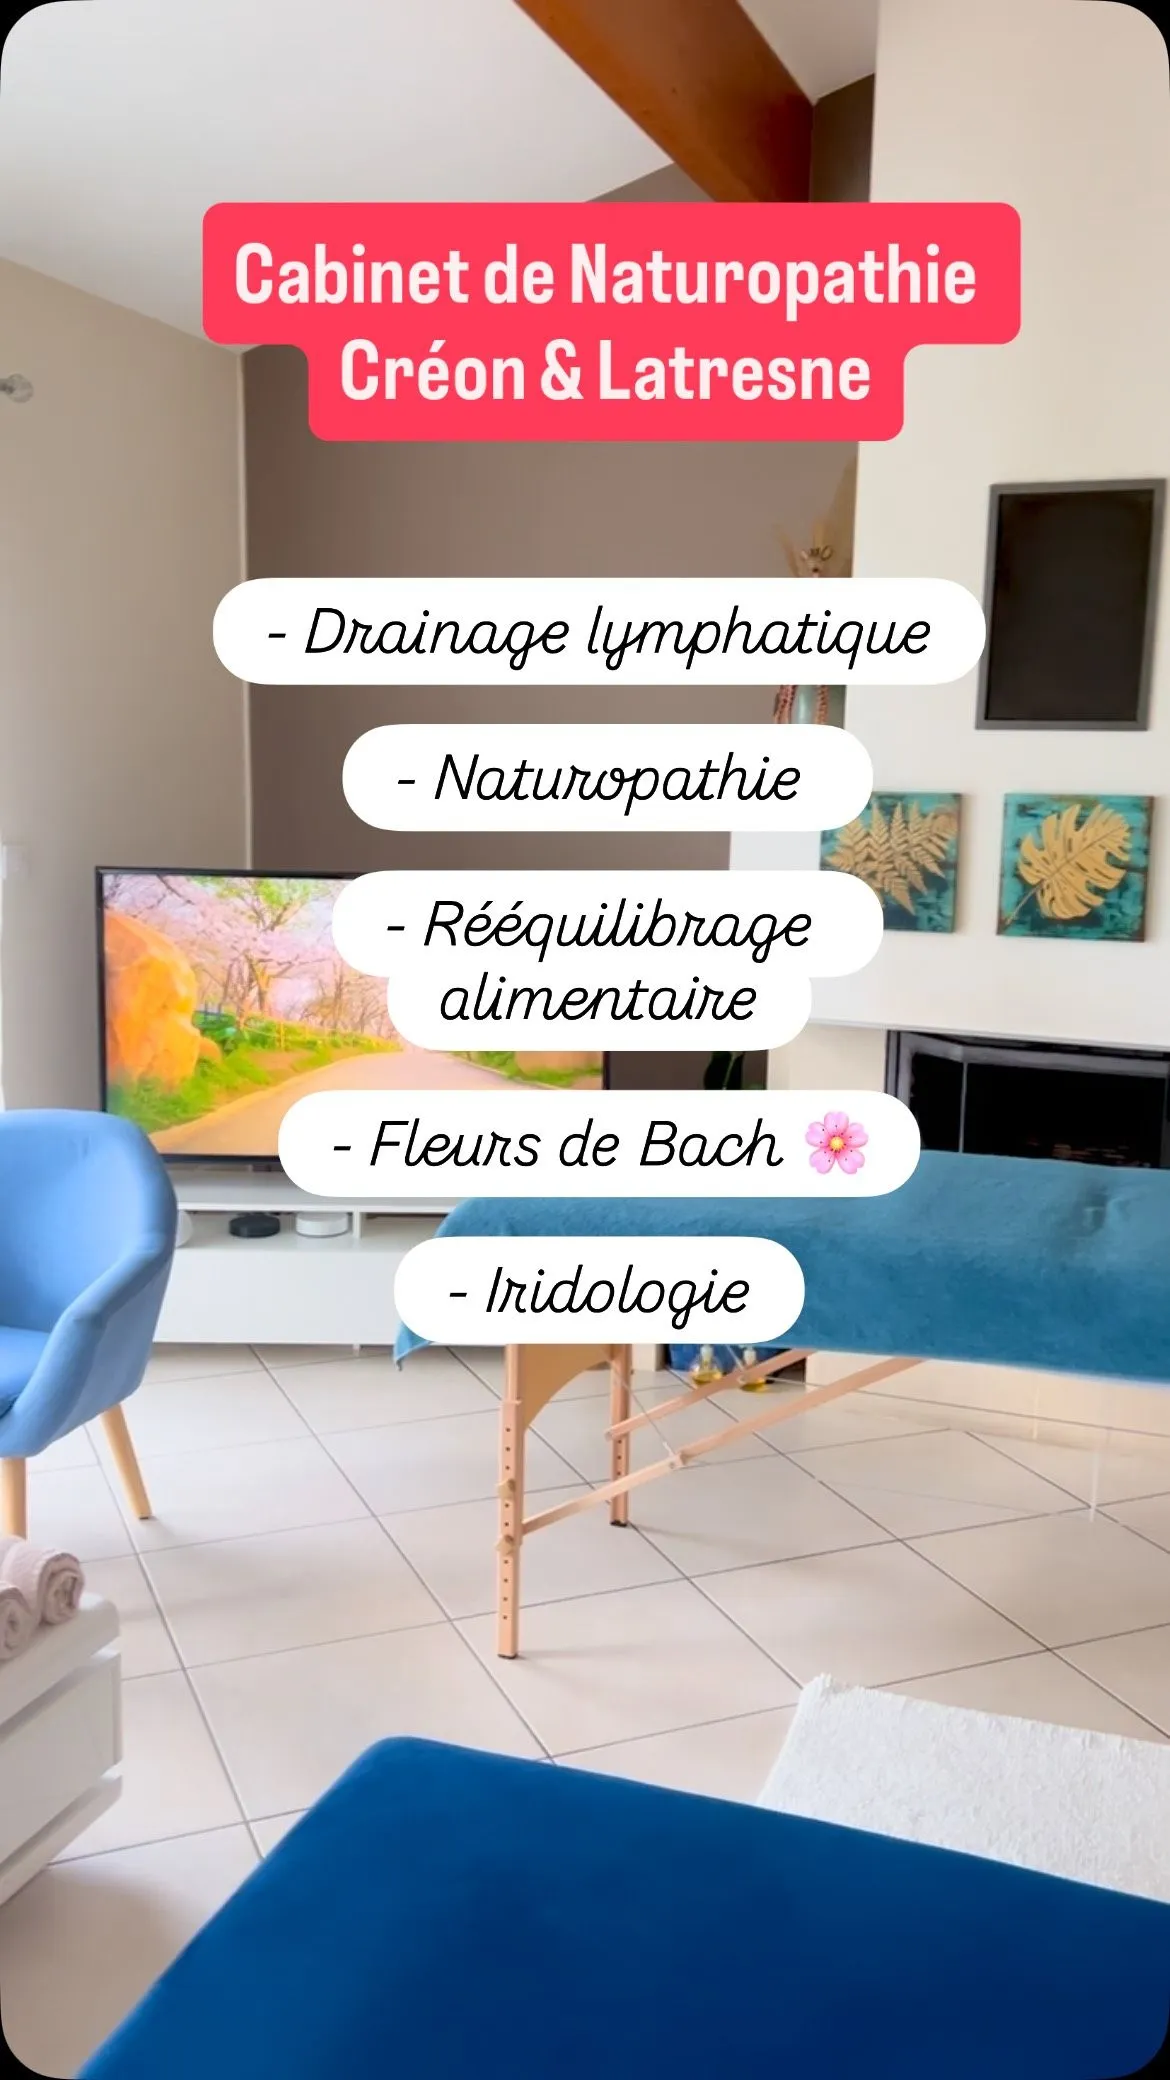 Cabinet de Naturopathie
Créon & Latresne
- Drainage lymphatique
- Naturopathie
- Rééquilibrage
alimentaire
- Fleurs de Bach 🌸
- Iridologie